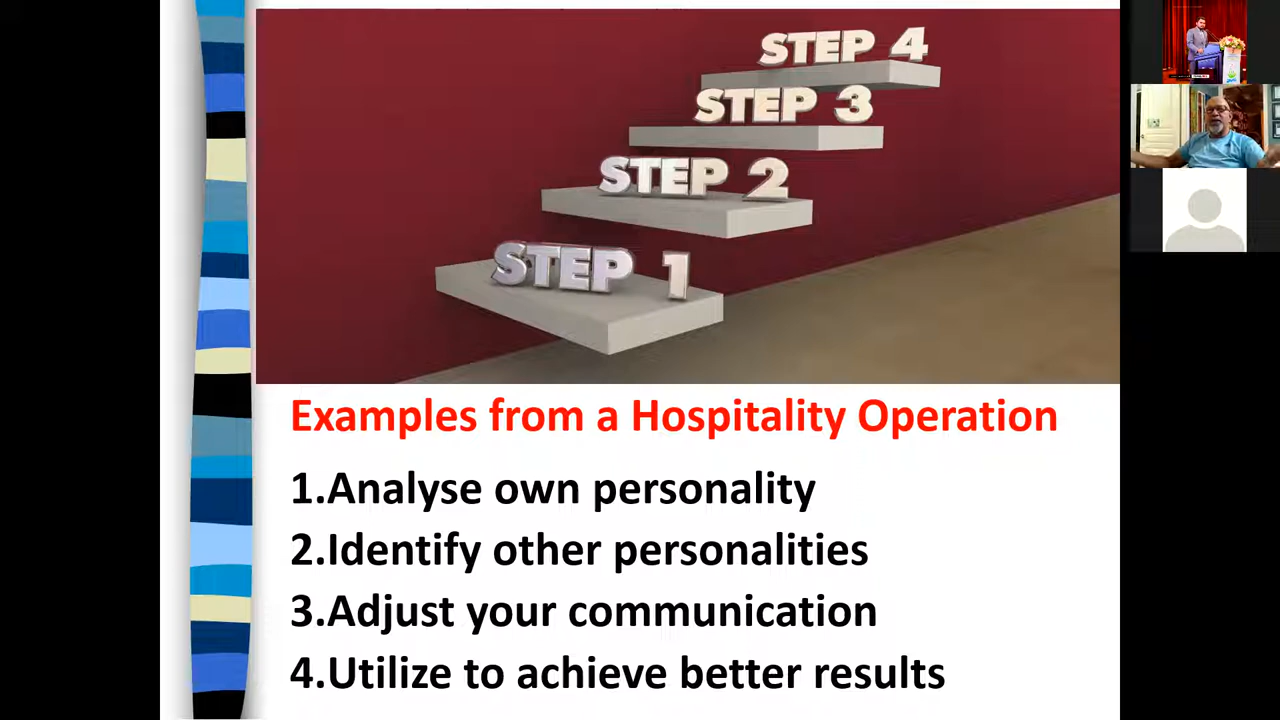 STEP 4
STEP 3
STEP 2
STEP 1
Examples from a Hospitality Operation
1.Analyse own personality
2.Identify other personalities
3.Adjust your communication
4.Utilize to achieve better results